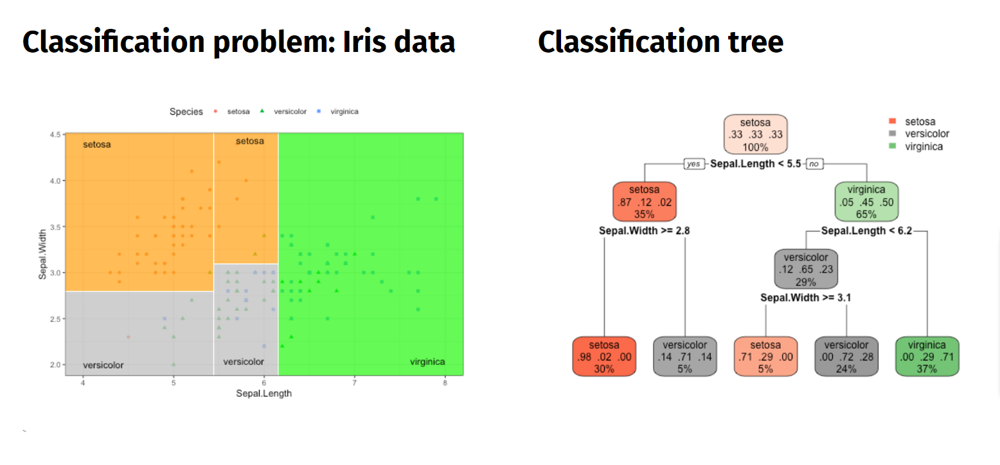 Classification problem: Iris data
Species setosa versicolor virginica
4.5
4.0
3.5
3.0
2.5
2.0
Sepal.Width
setosa
setosa
versicolor
versicolor
virginica
4 5 6 7 8
Sepal.Length
Classification tree
setosa
versicolor
virginica
setosa
.33 .33 .33
100%
yes Sepal.Length < 5.5 no
setosa
.87 .12 .02
35%
virginica
.05 .45 .50
65%
Sepal.Width >= 2.8
Sepal.Length < 6.2
versicolor
.12 .65 .23
29%
Sepal.Width >= 3.1
setosa
.98 .02 .00
30%
versicolor
.14 .71 .14
5%
setosa
.71 .29 .00
5%
versicolor
.00 .72 .28
24%
virginica
.00 .29 .71
37%